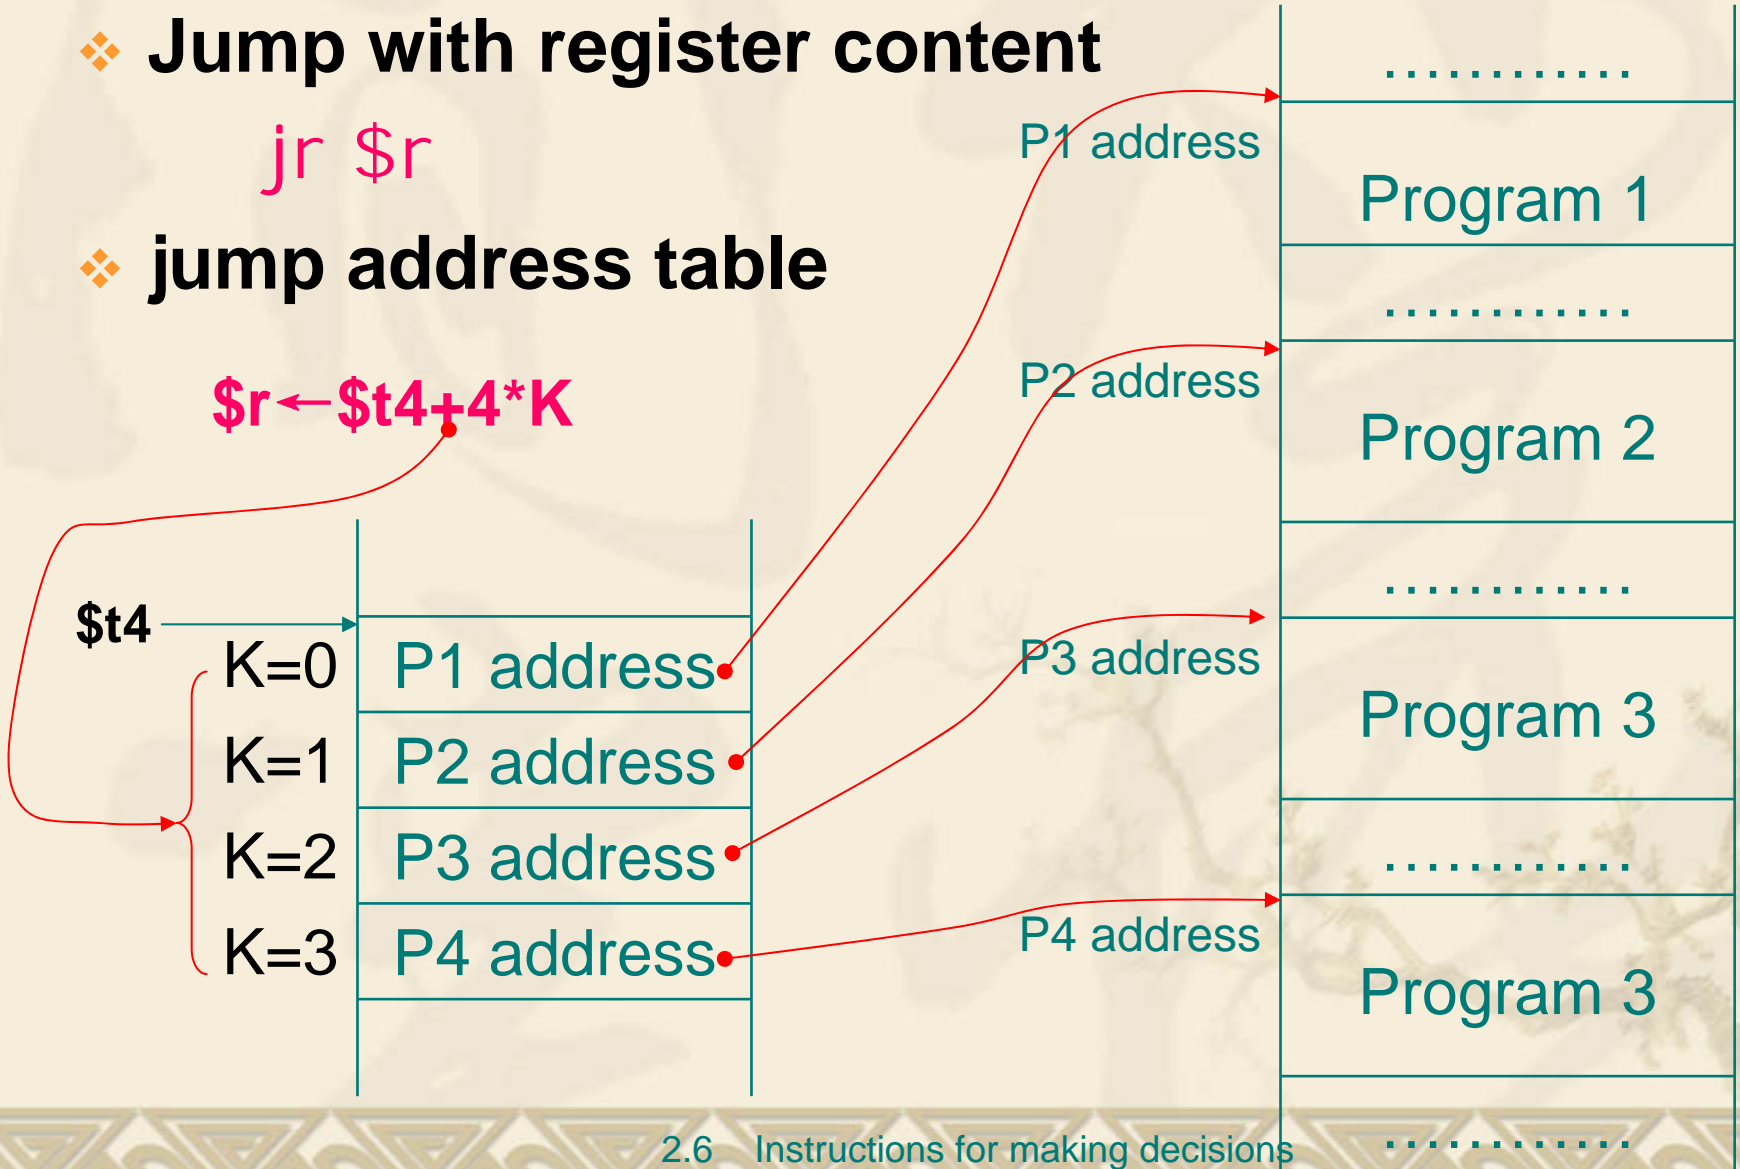 Jump with register content
jr $r
jump address table
$r←$t4+4*K
$t4
K=0 P1 address
K=1 P2 address
K=2 P3 address
K=3 P4 address
P1 address
P2 address
P3 address
P4 address
............
Program 1
............
Program 2
............
Program 3
............
Program 3
............
2.6 Instructions for making decisions